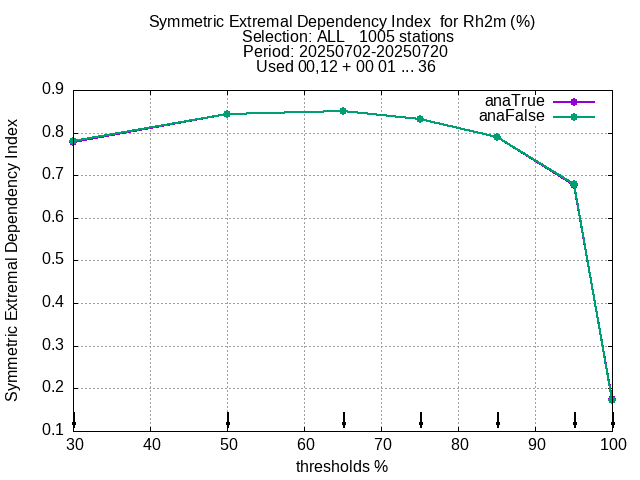 Symmetric Extremal Dependency Index  for Rh2m (%)
Selection: ALL   1005 stations
Period: 20250702-20250720
Used 00,12 + 00 01 ... 36
anaTrue
anaFalse
Symmetric Extremal Dependency Index
0.9
0.8
0.7
0.6
0.5
0.4
0.3
0.2
0.1
30 40 50 60 70 80 90 100
thresholds %